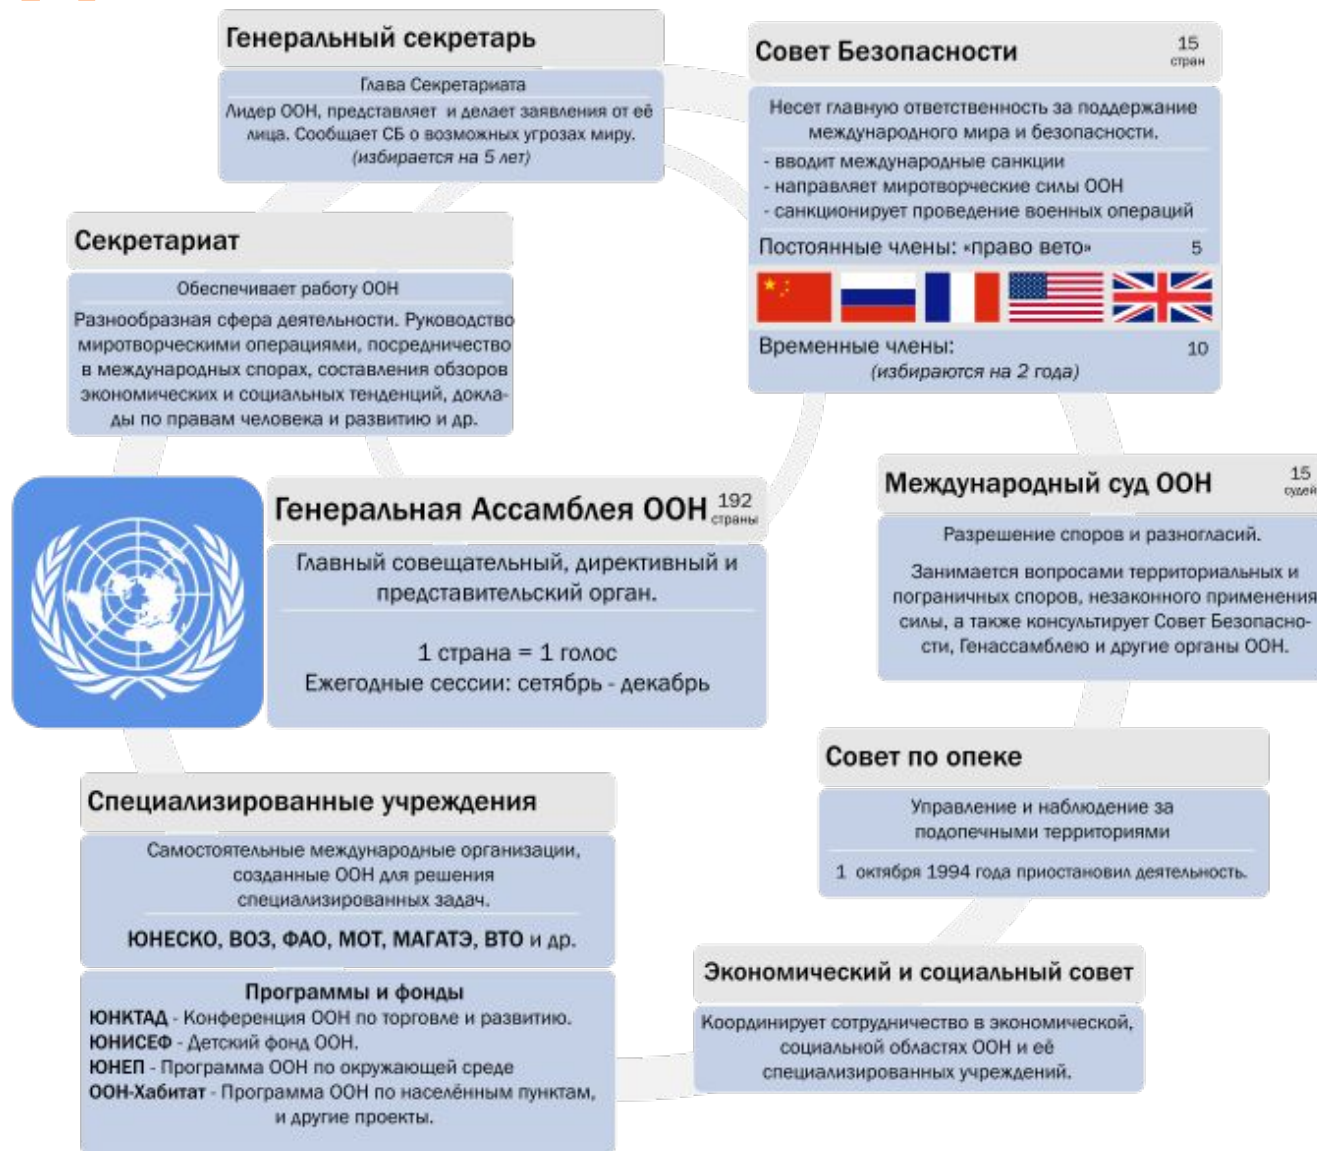 Генеральный секретарь
Глава Секретариата
Лидер ООН, представляет и делает заявления от её
лица. Сообщает СБ о возможных угрозах миру.
(избирается на 5 лет)
Совет Безопасности
15
стран
Несет главную ответственность за поддержание
международного мира и безопасности.
- вводит международные санкции
- направляет миротворческие силы ООН
- санкционирует проведение военных операций
Постоянные члены: «право вето» 5
Временные члены: 10
(избираются на 2 года)
Секретариат
Обеспечивает работу ООН
Разнообразная сфера деятельности. Руководство
миротворческими операциями, посредничество
в международных спорах, составления обзоров
экономических и социальных тенденций, докла-
ды по правам человека и развитию и др.
Генеральная Ассамблея ООН
192
страны
Главный совещательный, директивный и
представительский орган.
1 страна = 1 голос
Ежегодные сессии: сетябрь - декабрь
Международный суд ООН
15
судей
Разрешение споров и разногласий.
Занимается вопросами территориальных и
пограничных споров, незаконного применения
силы, а также консультирует Совет Безопасно-
сти, Генассамблею и другие органы ООН.
Совет по опеке
Управление и наблюдение за
подопечными территориями
1 октября 1994 года приостановил деятельность.
Специализированные учреждения
Самостоятельные международные организации,
созданные ООН для решения
специализированных задач.
ЮНЕСКО, ВОЗ, ФАО, МОТ, МАГАТЭ, ВТО и др.
Программы и фонды
ЮНКТАД - Конференция ООН по торговле и развитию.
ЮНИСЕФ - Детский фонд ООН.
ЮНЕП - Программа ООН по окружающей среде
ООН-Хабитат - Программа ООН по населённым пунктам,
и другие проекты.
Экономический и социальный совет
Координирует сотрудничество в экономической,
социальной областях ООН и её
специализированных учреждений.